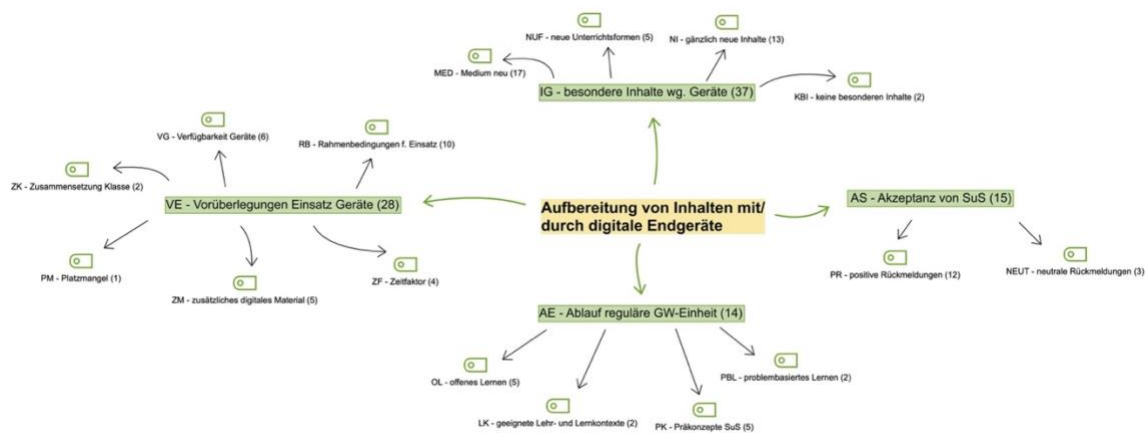 NUF - neue Unterrichtsformen (5)
NI - gänzlich neue Inhalte (13)
MED - Medium neu (17)
IG - besondere Inhalte wg. Geräte (37)
KBI - keine besonderen Inhalte (2)
VG - Verfügbarkeit Geräte (6)
RB - Rahmenbedingungen f. Einsatz (10)
ZK - Zusammensetzung Klasse (2)
VE - Vorüberlegungen Einsatz Geräte (28)
PM - Platzmangel (1)
ZM - zusätzliches digitales Material (5)
ZF - Zeitfaktor (4)
Aufbereitung von Inhalten mit/
durch digitale Endgeräte
AS - Akzeptanz von SuS (15)
PR - positive Rückmeldungen (12)
NEUT - neutrale Rückmeldungen (3)
AE - Ablauf reguläre GW-Einheit (14)
OL - offenes Lernen (5)
LK - geeignete Lehr- und Lernkontexte (2)
PK - Präkonzepte SuS (5)
PBL - problembasiertes Lernen (2)